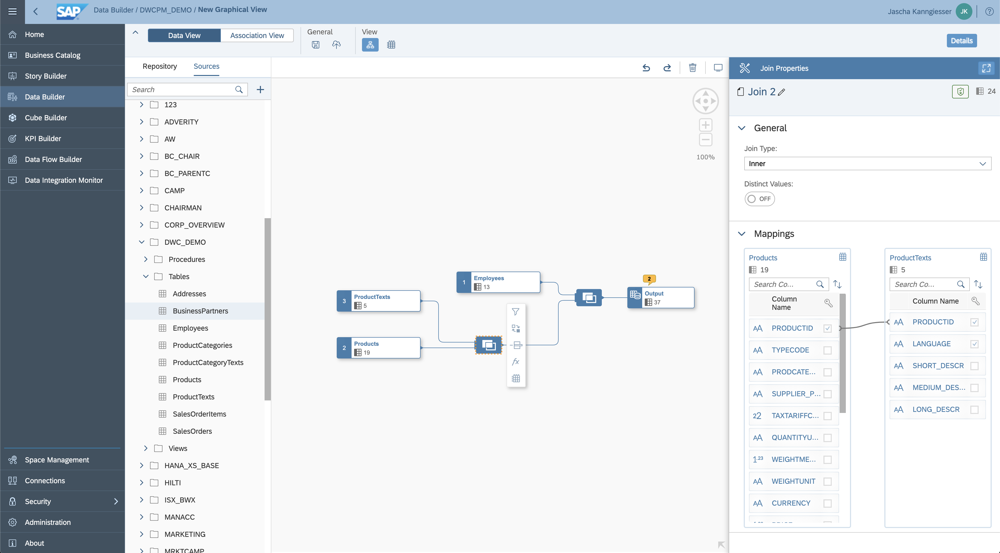 SAP
Data Builder / DWCPM_DEMO / New Graphical View
Jascha Kanngiesser
JK
Home
Business Catalog
Story Builder
Data Builder
Cube Builder
KPI Builder
Data Flow Builder
Data Integration Monitor
Space Management
Connections
Security
Administration
About
Data View
Association View
General
View
Details
Repository
Sources
Search
123
ADVERITY
AW
BC_CHAIR
BC_PARENTC
CAMP
CHAIRMAN
CORP_OVERVIEW
DWC_DEMO
Procedures
Tables
Addresses
BusinessPartners
Employees
ProductCategories
ProductCategoryTexts
Products
ProductTexts
SalesOrderItems
SalesOrders
Views
HANA_XS_BASE
HILTI
ISX_BWX
MANACC
MARKETING
MRKTCAMP
100%
1
Employees
13
3
ProductTexts
5
2
Products
19
fx
2
Output
37
Join Properties
Join 2
24
General
Join Type:
Inner
Distinct Values:
OFF
Mappings
Products
19
Search Co...
Column
Name
AA PRODUCTID
AA TYPECODE
AA PRODCATE...
AA SUPPLIER_P...
22 TAXTARIFFC...
AA QUANTITYU...
1.23 WEIGHTME...
AA WEIGHTUNIT
AA CURRENCY
ProductTexts
5
Search Co...
Column Name
AA PRODUCTID
AA LANGUAGE
AA SHORT_DESCR
AA MEDIUM_DES...
AA LONG_DESCR